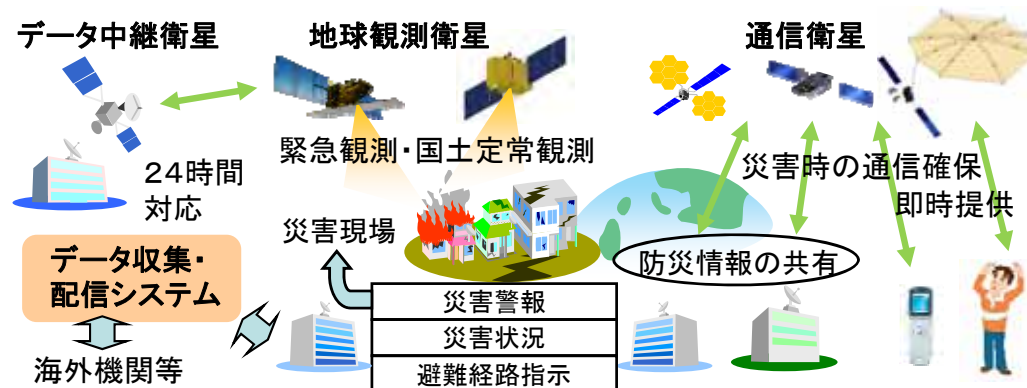 データ中継衛星
地球観測衛星
通信衛星
緊急観測・国土定常観測
24時間
対応
災害現場
災害時の通信確保
即時提供
防災情報の共有
データ収集・
配信システム
海外機関等
災害警報
災害状況
避難経路指示